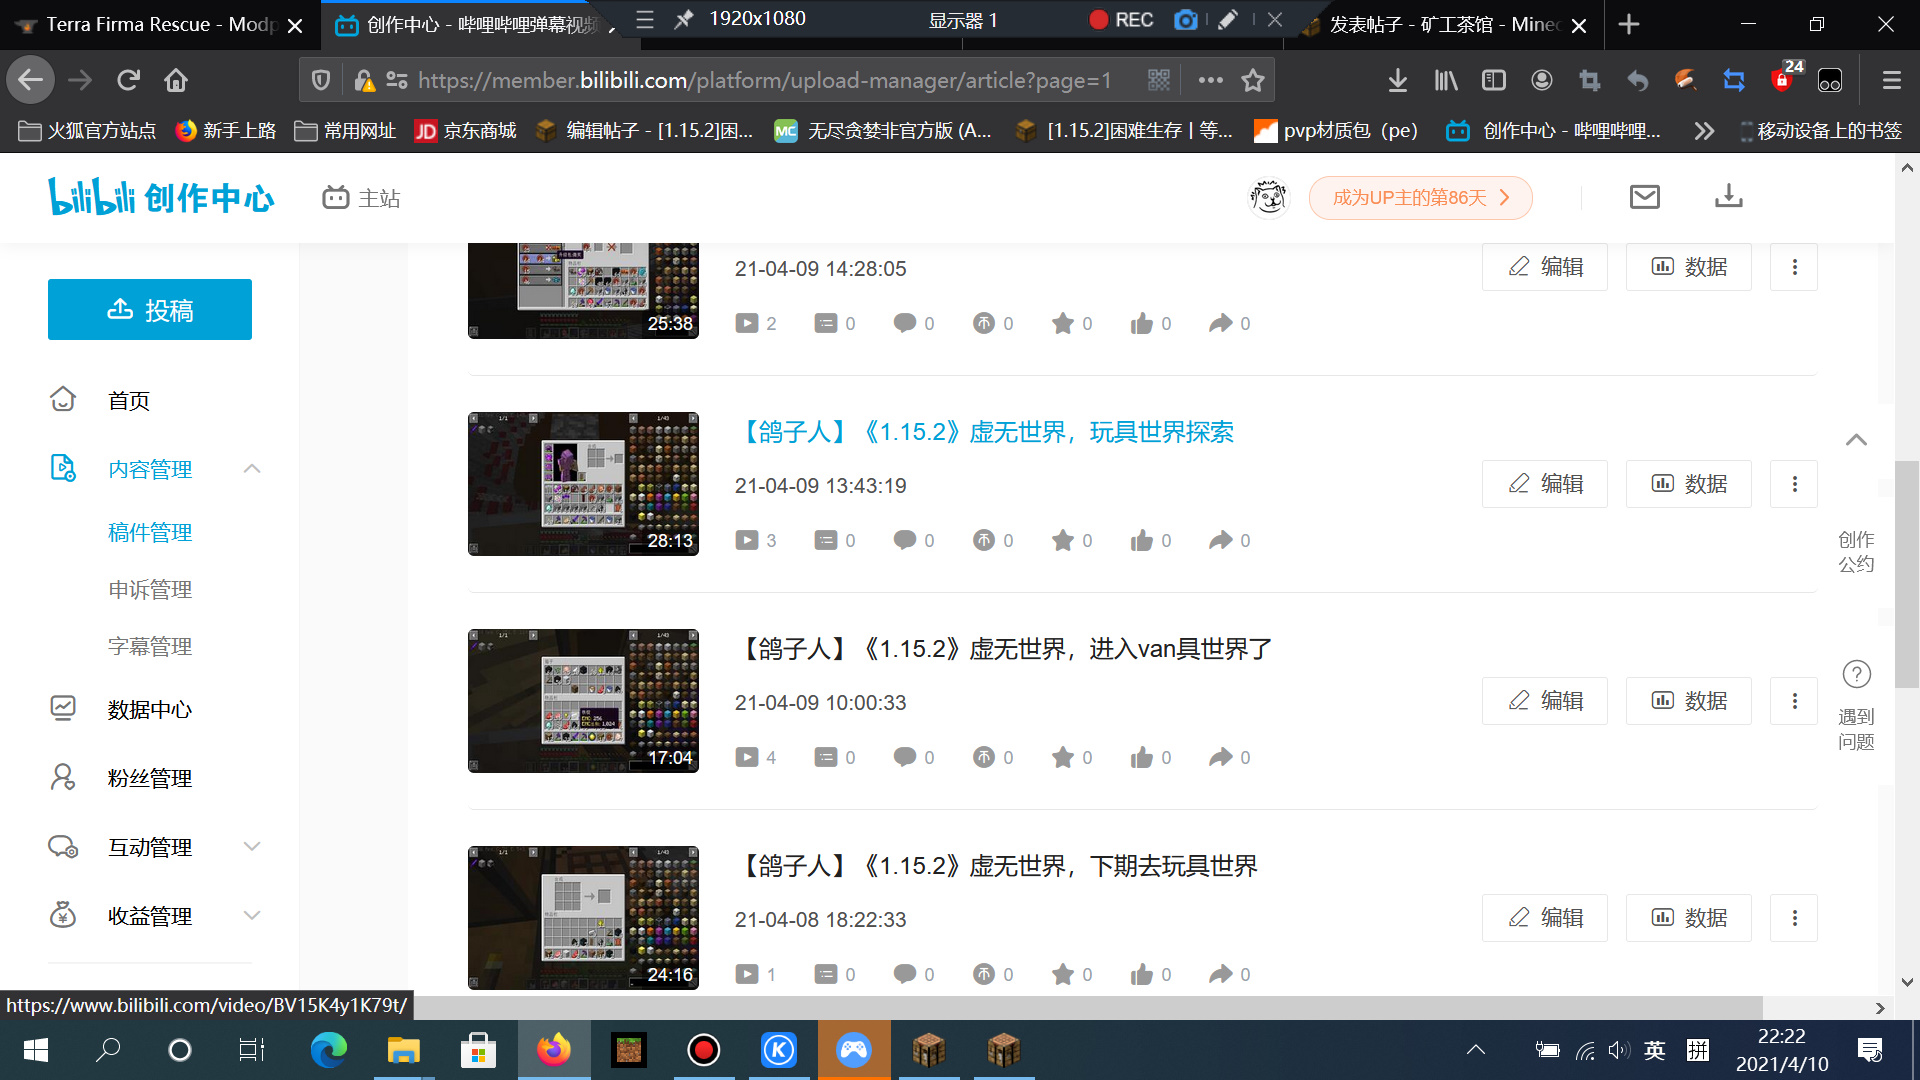 Terra Firma Rescue - Modp
创作中心 - 哔哩哔哩弹幕视频
1920x1080
显示器 1
REC
发表帖子 - 矿工茶馆 - Minec
https://member.bilibili.com/platform/upload-manager/article?page=1
24
火狐官方站点
新手上路
常用网址
JD 京东商城
编辑帖子 - [1.15.2]困...
MC 无尽贪婪非官方版 (A...
[1.15.2]困难生存丨等...
pvp材质包（pe）
创作中心 - 哔哩哔哩...
移动设备上的书签
bilibili 创作中心
主站
成为UP主的第86天
投稿
首页
内容管理
稿件管理
申诉管理
字幕管理
数据中心
粉丝管理
互动管理
收益管理
25:38
21-04-09 14:28:05
2 0 0 0 0 0 0
编辑
数据
28:13
【鸽子人】《1.15.2》虚无世界，玩具世界探索
21-04-09 13:43:19
3 0 0 0 0 0 0
编辑
数据
17:04
【鸽子人】《1.15.2》虚无世界，进入van具世界了
21-04-09 10:00:33
4 0 0 0 0 0 0
编辑
数据
24:16
【鸽子人】《1.15.2》虚无世界，下期去玩具世界
21-04-08 18:22:33
1 0 0 0 0 0 0
编辑
数据
创作
公约
遇到
问题
https://www.bilibili.com/video/BV15K4y1K79t/
英
拼
22:22
2021/4/10